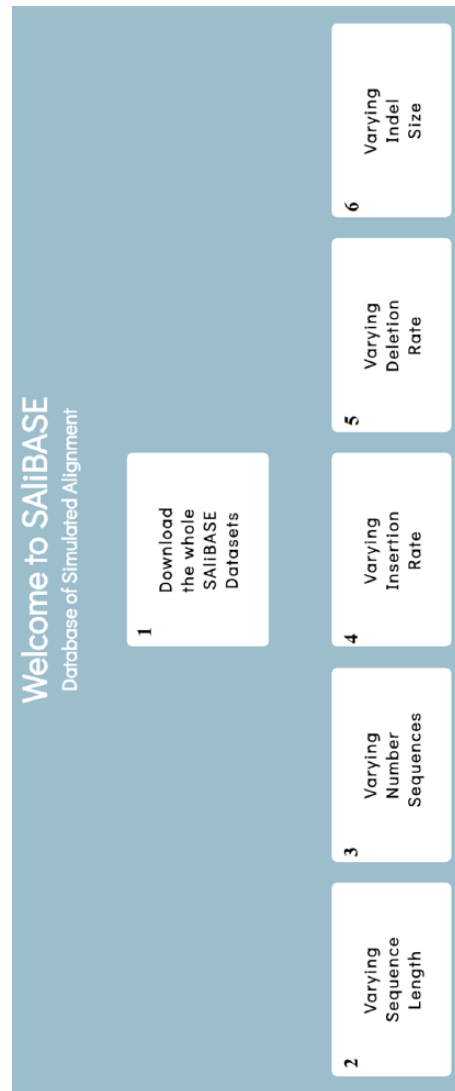 Welcome to SAliBASE
Database of Simulated Alignment
1
Download
the whole
SAliBASE
Datasets
2
Varying
Sequence
Length
3
Varying
Number
Sequences
4
Varying
Insertion
Rate
5
Varying
Deletion
Rate
6
Varying
Indel
Size